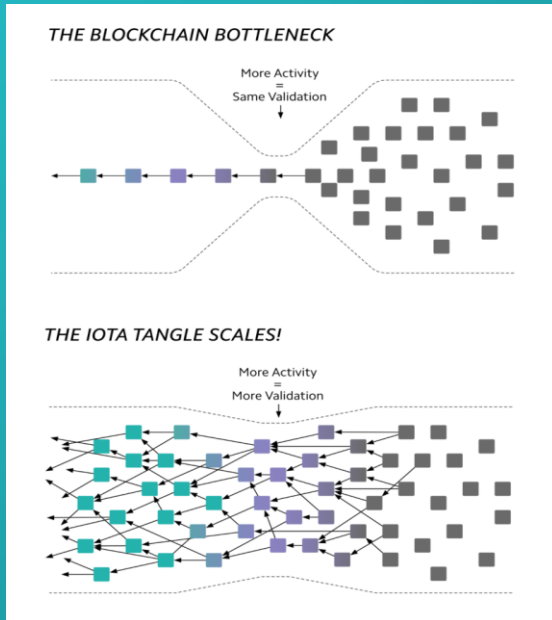 THE BLOCKCHAIN BOTTLENECK
More Activity
=
Same Validation
THE IOTA TANGLE SCALES!
More Activity
=
More Validation